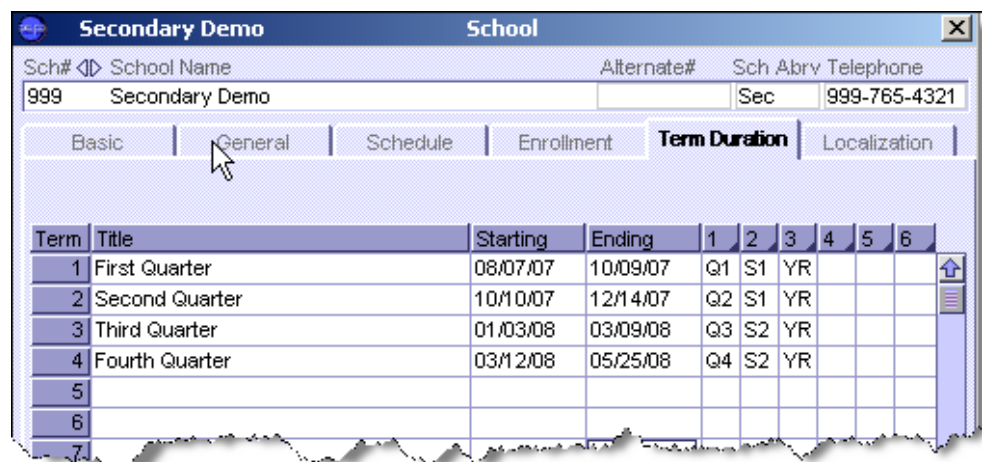 Secondary Demo School
Sch# School Name Alternate# Sch Abrv Telephone
999 Secondary Demo Sec 999-765-4321
Basic General Schedule Enrollment Term Duration Localization
Term Title Starting Ending 1 2 3 4 5 6
1 First Quarter 08/07/07 10/09/07 Q1 S1 YR
2 Second Quarter 10/10/07 12/14/07 Q2 S1 YR
3 Third Quarter 01/03/08 03/09/08 Q3 S2 YR
4 Fourth Quarter 03/12/08 05/25/08 Q4 S2 YR
5
6
7